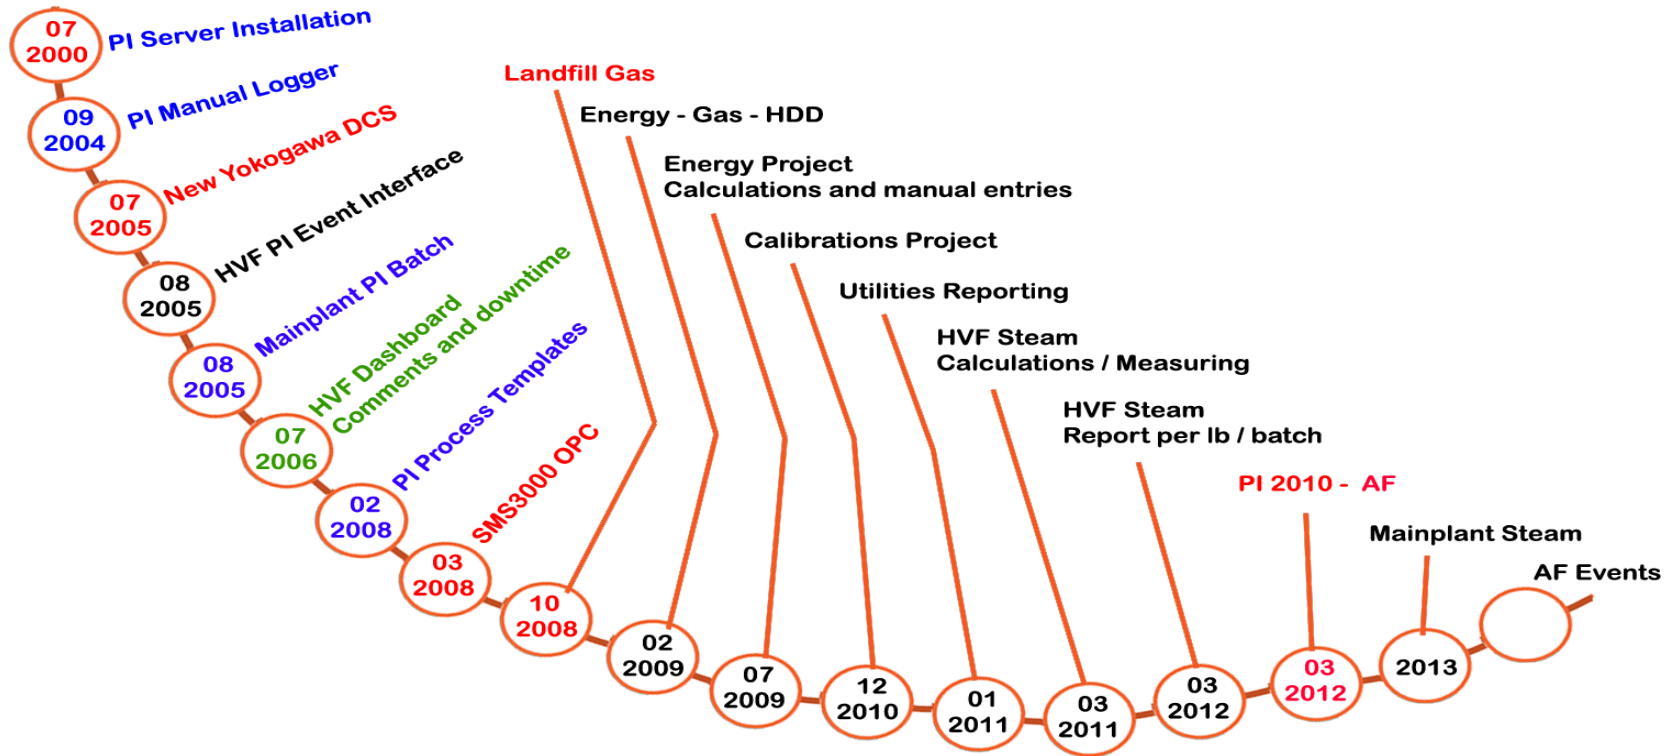 07
2000
PI Server Installation
09
2004
PI Manual Logger
07
2005
New Yokogawa DCS
08
2005
HVF PI Event Interface
08
2005
Mainplant PI Batch
07
2006
HVF Dashboard
Comments and downtime
02
2008
PI Process Templates
03
2008
SMS3000 OPC
10
2008
Landfill Gas
02
2009
Energy - Gas - HDD
07
2009
Energy Project
Calculations and manual entries
12
2010
Calibrations Project
01
2011
Utilities Reporting
03
2011
HVF Steam
Calculations / Measuring
03
2012
HVF Steam
Report per lb / batch
03
2012
PI 2010 - AF
2013
Mainplant Steam
AF Events